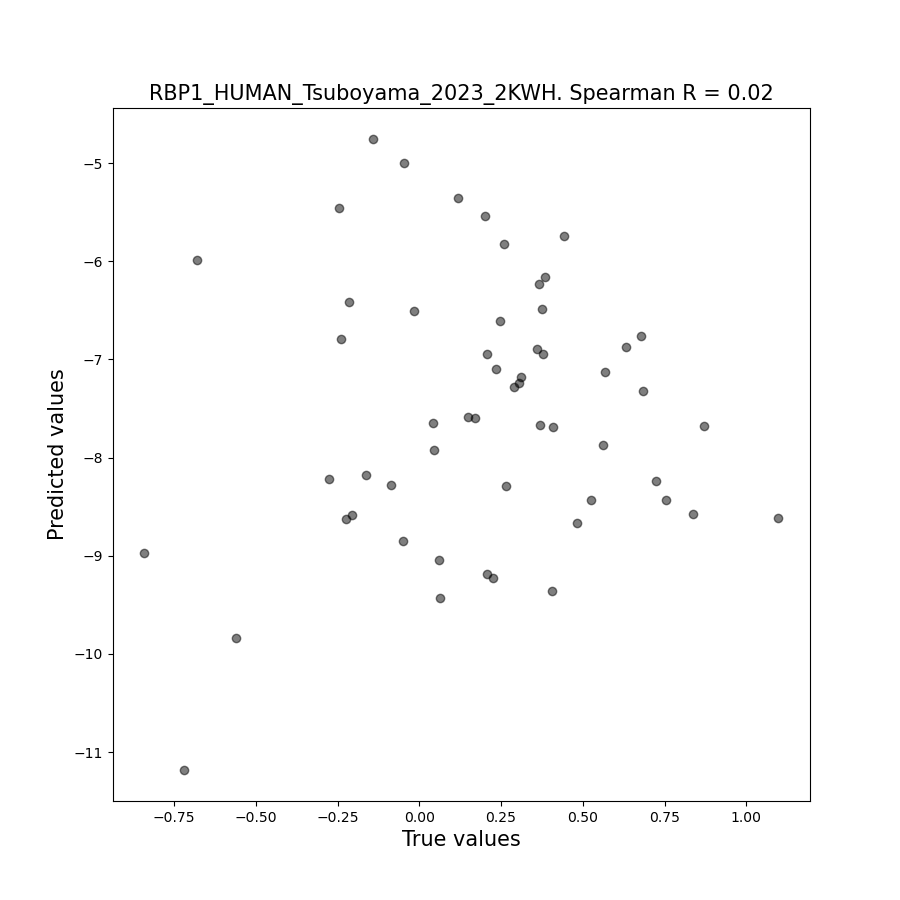 RBP1_HUMAN_Tsuboyama_2023_2KWH. Spearman R = 0.02
Predicted values
−5
−6
−7
−8
−9
−10
−11
−0.75 −0.50 −0.25 0.00 0.25 0.50 0.75 1.00
True values